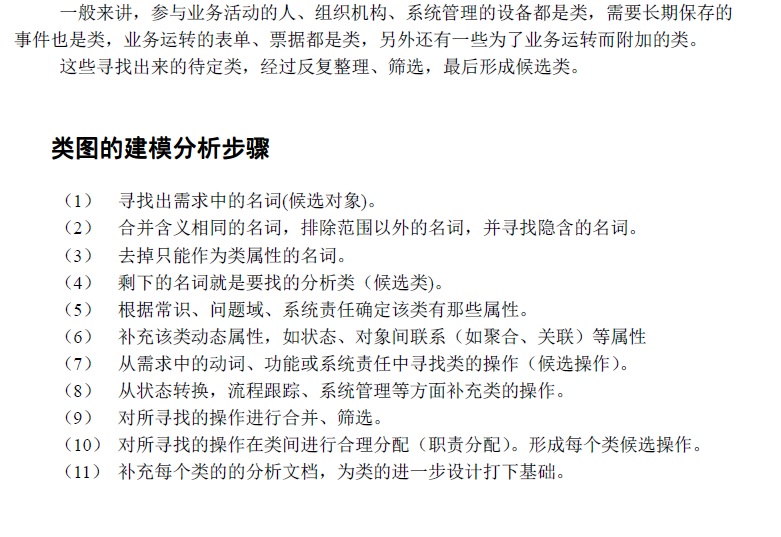 一般来讲，参与业务活动的人、组织机构、系统管理的设备都是类，需要长期保存的
事件也是类，业务运转的表单、票据都是类，另外还有一些为了业务运转而附加的类。
这些寻找出来的待定类，经过反复整理、筛选，最后形成候选类。
类图的建模分析步骤
（1） 寻找出需求中的名词(候选对象)。
（2） 合并含义相同的名词，排除范围以外的名词，并寻找隐含的名词。
（3） 去掉只能作为类属性的名词。
（4） 剩下的名词就是要找的分析类（候选类)。
（5） 根据常识、问题域、系统责任确定该类有那些属性。
（6） 补充该类动态属性，如状态、对象间联系（如聚合、关联）等属性
（7） 从需求中的动词、功能或系统责任中寻找类的操作（候选操作）。
（8） 从状态转换，流程跟踪、系统管理等方面补充类的操作。
（9） 对所寻找的操作进行合并、筛选。
（10） 对所寻找的操作在类间进行合理分配（职责分配）。形成每个类候选操作。
（11） 补充每个类的的分析文档，为类的进一步设计打下基础。